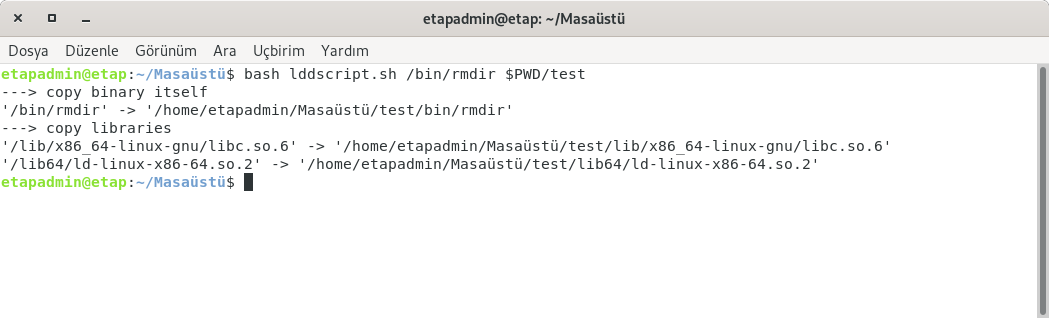 etapadmin@etap: ~/Masaüstü
Dosya Düzenle Görünüm Ara Uçbirim Yardım
etapadmin@etap:~/Masaüstü$ bash lddscript.sh /bin/rmdir $PWD/test
---> copy binary itself
'/bin/rmdir' -> '/home/etapadmin/Masaüstü/test/bin/rmdir'
---> copy libraries
'/lib/x86_64-linux-gnu/libc.so.6' -> '/home/etapadmin/Masaüstü/test/lib/x86_64-linux-gnu/libc.so.6'
'/lib64/ld-linux-x86-64.so.2' -> '/home/etapadmin/Masaüstü/test/lib64/ld-linux-x86-64.so.2'
etapadmin@etap:~/Masaüstü$